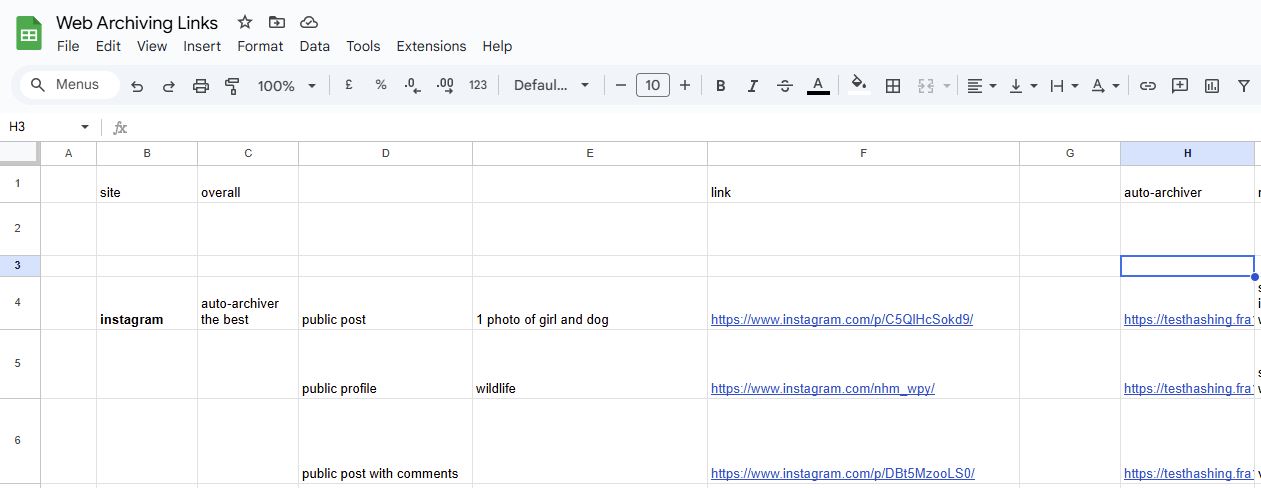 Web Archiving Links
File Edit View Insert Format Data Tools Extensions Help
Menus 100% £ % .0 .00 123 Defaul... − 10 + B I S A
H3 fx
A B C D E F G H
1 site overall link auto-archiver
2
3
4 instagram auto-archiver the best public post 1 photo of girl and dog https://www.instagram.com/p/C5QlHcSokd9/ https://testhashing.fra
5 public profile wildlife https://www.instagram.com/nhm_wpy/ https://testhashing.fra
6 public post with comments https://www.instagram.com/p/DBt5MzooLS0/ https://testhashing.fra